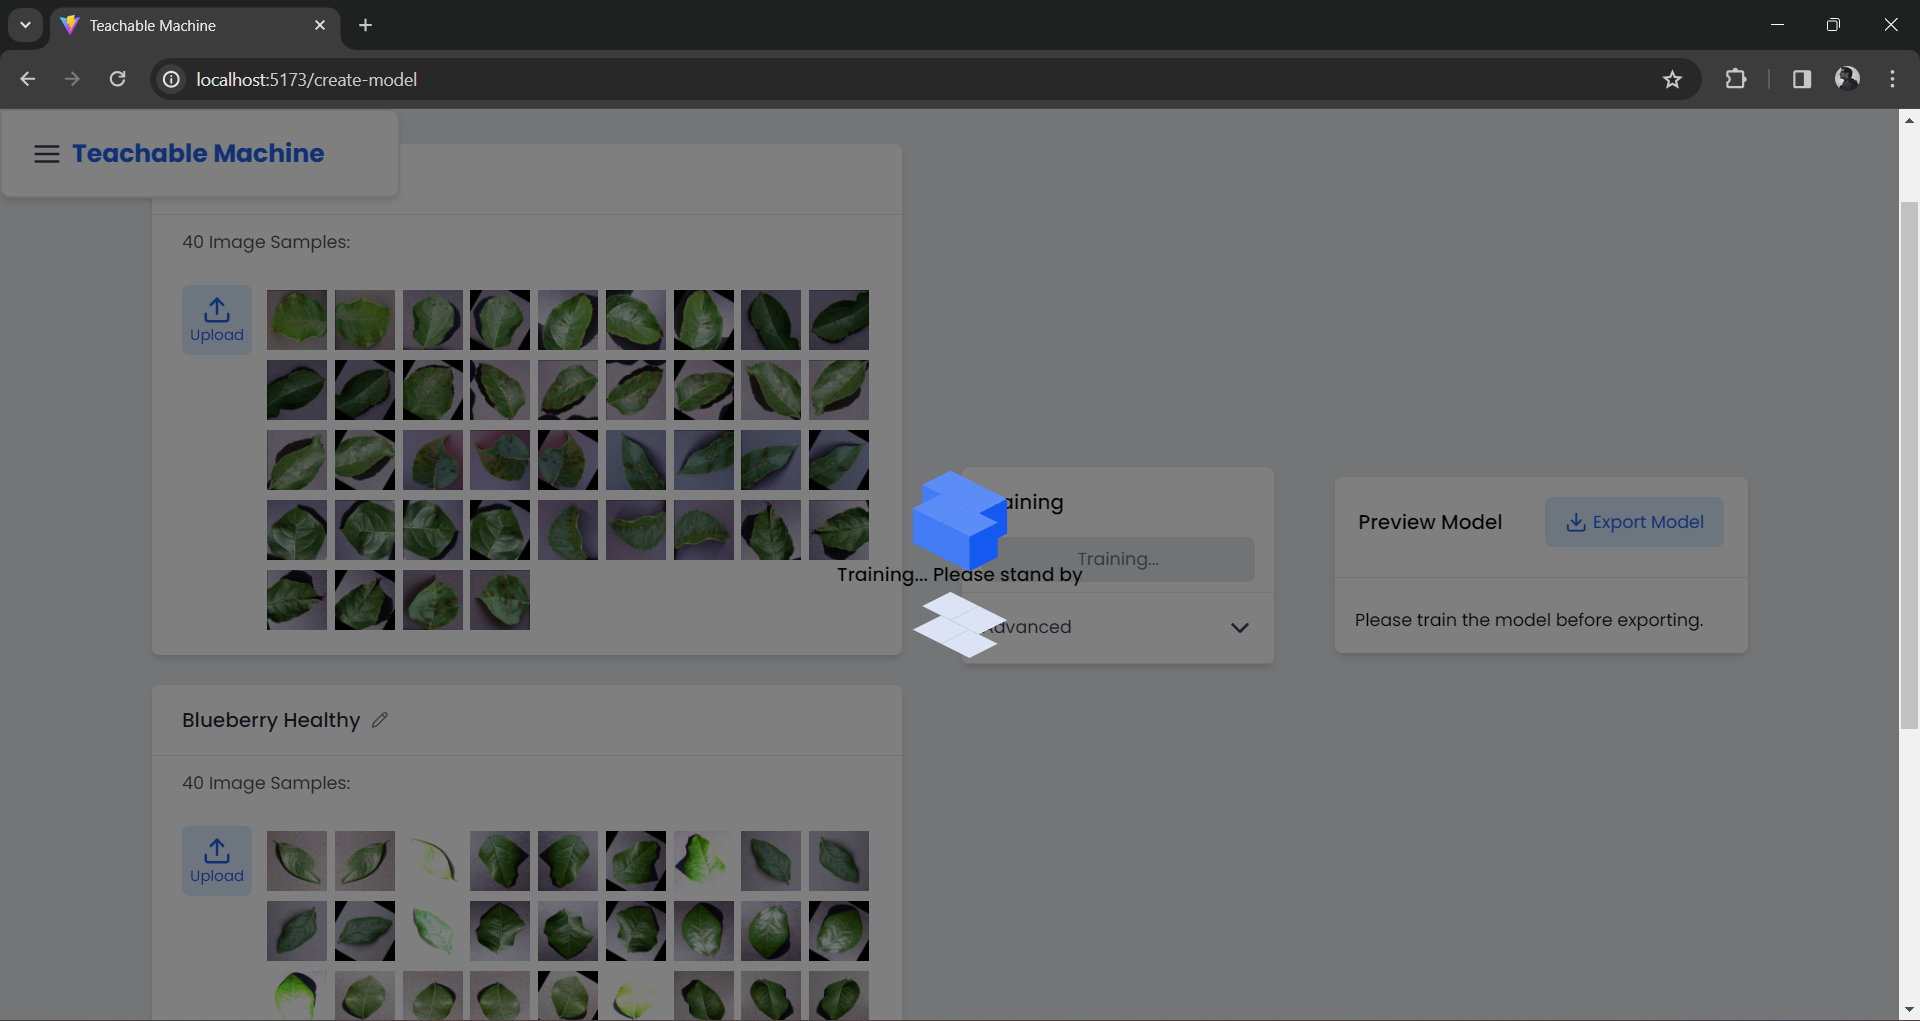 Teachable Machine
localhost:5173/create-model
Teachable Machine
40 Image Samples:
Upload
aining
Training...
Training... Please stand by
Advanced
Preview Model
Export Model
Please train the model before exporting.
Blueberry Healthy
40 Image Samples:
Upload